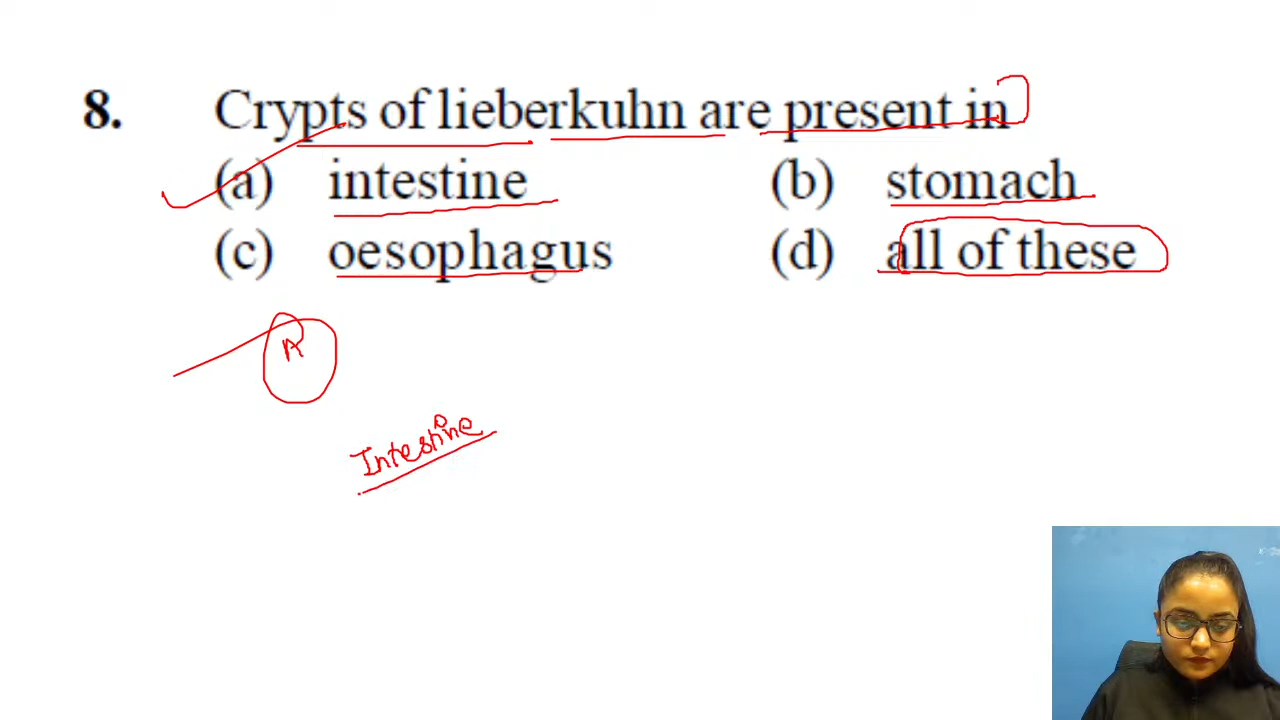 8. Crypts of lieberkuhn are present in
(a) intestine (b) stomach
(c) oesophagus (d) all of these
A
Intestine